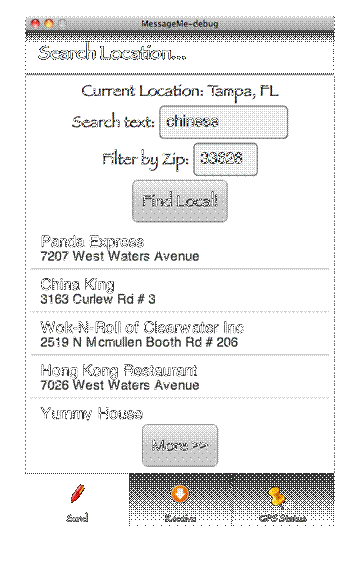 MessageMe-debug
Search Location...
Current Location: Tampa, FL
Search text: chinese
Filter by Zip: 33626
Find Local!
Panda Express
7207 West Waters Avenue
China King
3163 Curlew Rd # 3
Wok-N-Roll of Clearwater Inc
2519 N Mcmullen Booth Rd # 206
Hong Kong Restaurant
7026 West Waters Avenue
Yummy House
More >>
Send Receive GPS Status